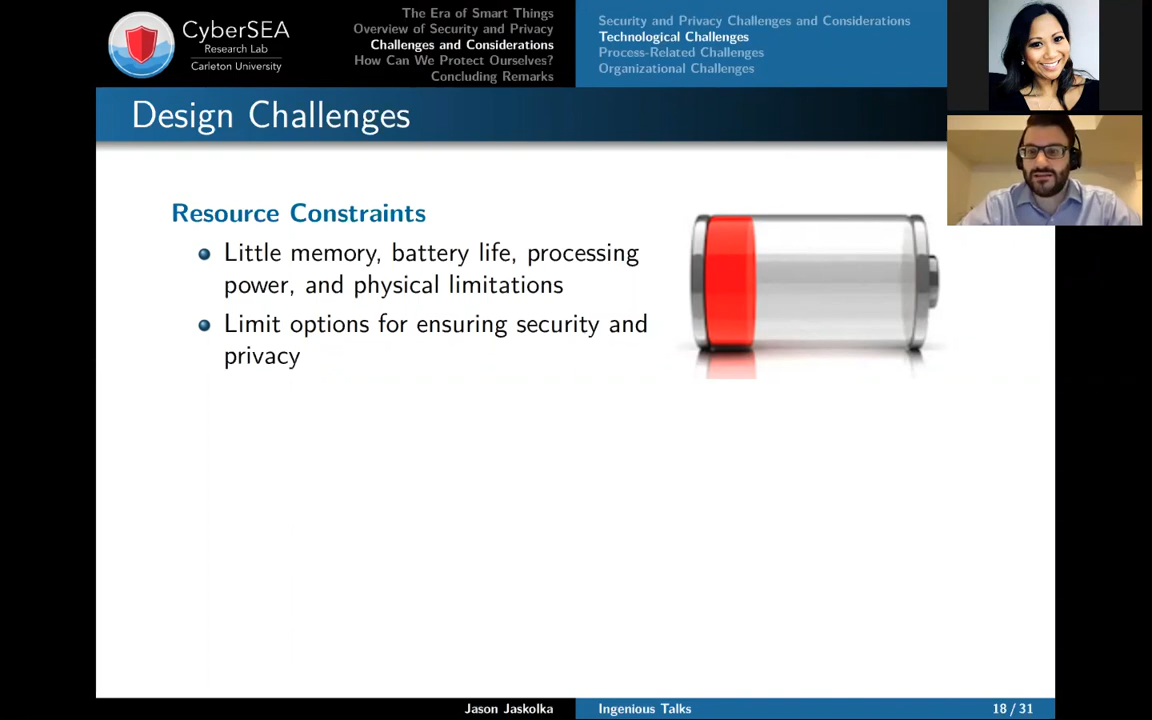 CyberSEA
Research Lab
Carleton University
The Era of Smart Things
Overview of Security and Privacy
Challenges and Considerations
How Can We Protect Ourselves?
Concluding Remarks
Security and Privacy Challenges and Considerations
Technological Challenges
Process-Related Challenges
Organizational Challenges
Design Challenges
Resource Constraints
Little memory, battery life, processing
power, and physical limitations
Limit options for ensuring security and
privacy
Jason Jaskolka
Ingenious Talks
18 / 31